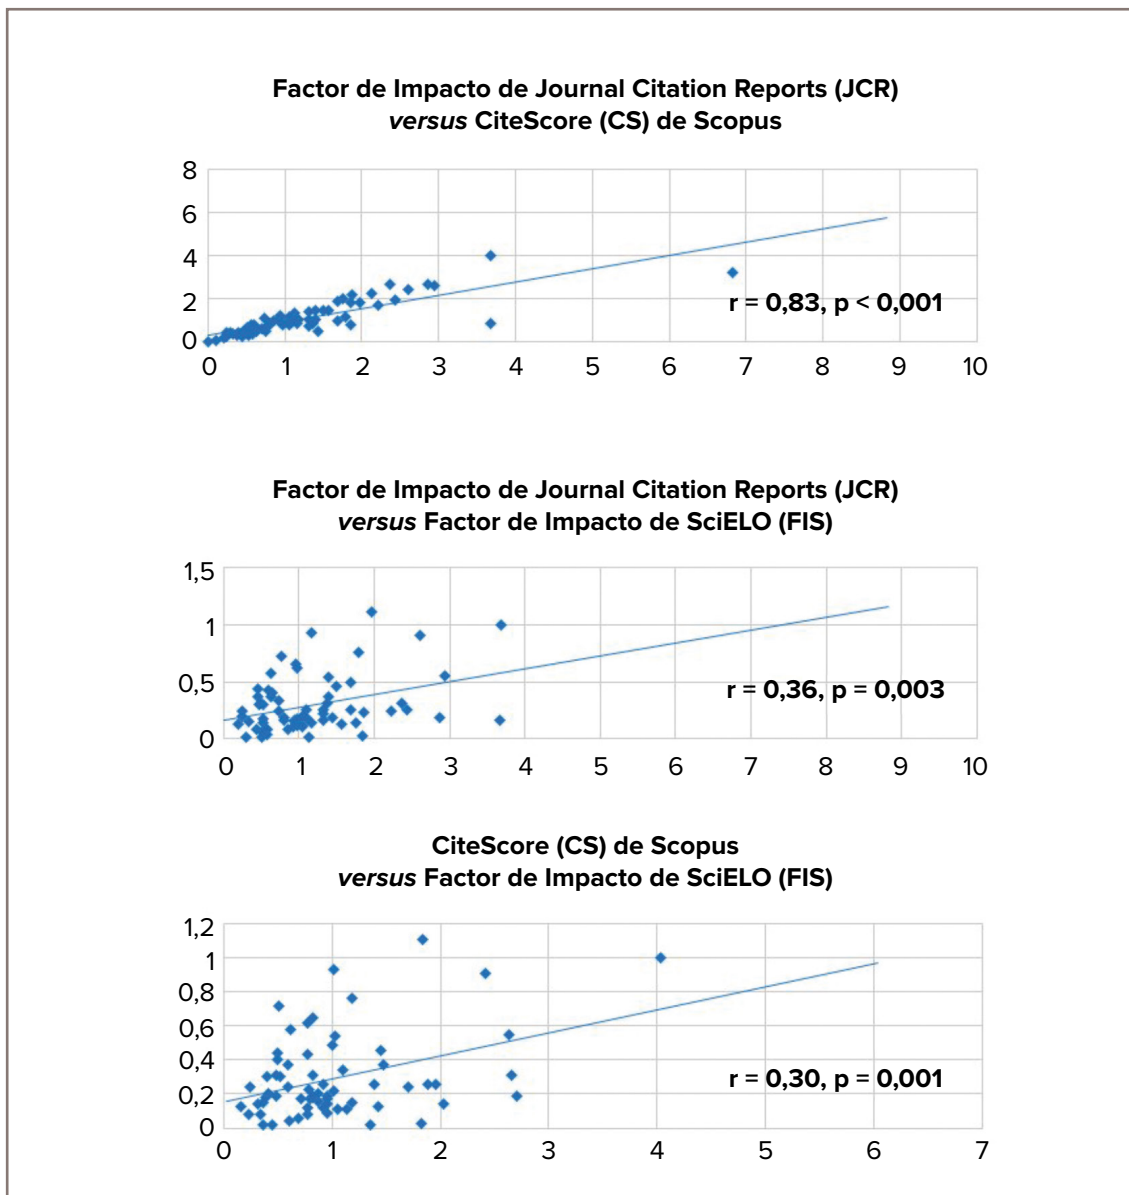 Factor de Impacto de Journal Citation Reports (JCR)
versus CiteScore (CS) de Scopus
8
6
4
2
0
r = 0,83, p < 0,001
0 1 2 3 4 5 6 7 8 9 10
Factor de Impacto de Journal Citation Reports (JCR)
versus Factor de Impacto de SciELO (FIS)
1,5
1
0,5
0
r = 0,36, p = 0,003
0 1 2 3 4 5 6 7 8 9 10
CiteScore (CS) de Scopus
versus Factor de Impacto de SciELO (FIS)
1,2
1
0,8
0,6
0,4
0,2
0
r = 0,30, p = 0,001
0 1 2 3 4 5 6 7